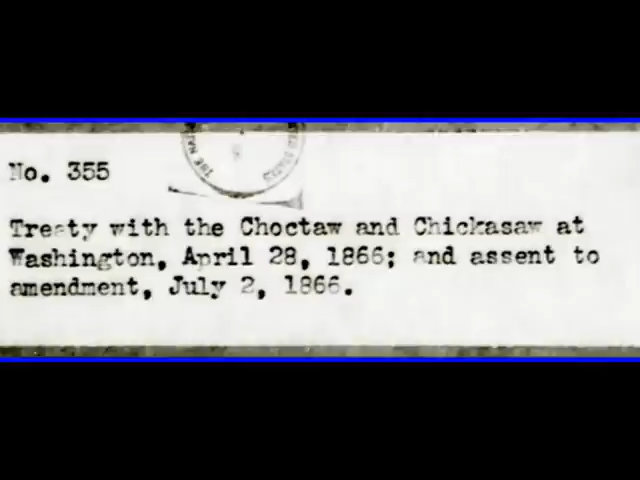 No. 355
Treaty with the Choctaw and Chickasaw at
Washington, April 28, 1866; and assent to
amendment, July 2, 1866.